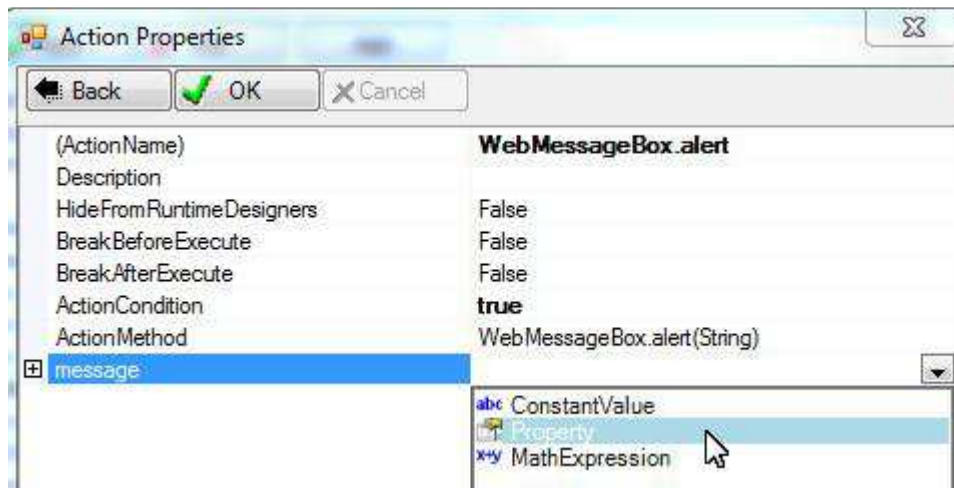 Action Properties
Back OK Cancel
(ActionName) WebMessageBox.alert
Description
HideFromRuntimeDesigners False
BreakBeforeExecute False
BreakAfterExecute False
ActionCondition true
ActionMethod WebMessageBox.alert(String)
message
abc ConstantValue
Property
x+y MathExpression